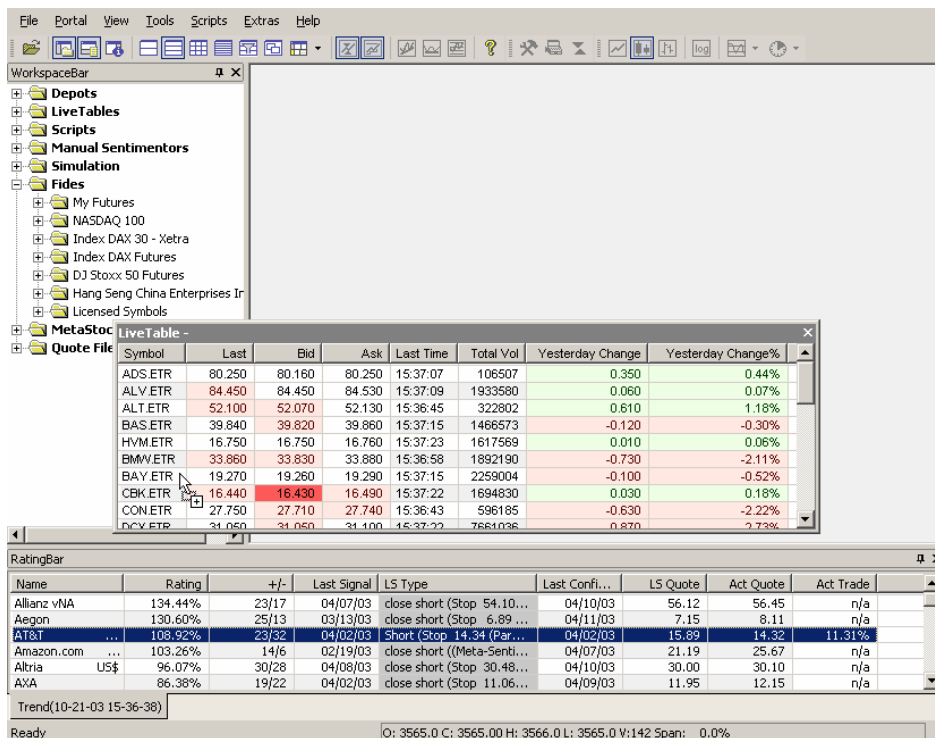 File Portal View Tools Scripts Extras Help
log
WorkspaceBar
Depots
LiveTables
Scripts
Manual Sentimentors
Simulation
Fides
My Futures
NASDAQ 100
Index DAX 30 - Xetra
Index DAX Futures
DJ Stoxx 50 Futures
Hang Seng China Enterprises Ir
Licensed Symbols
MetaStoc
Quote File
LiveTable -
Symbol Last Bid Ask Last Time Total Vol Yesterday Change Yesterday Change%
ADS.ETR 80.250 80.160 80.250 15:37:07 106507 0.350 0.44%
ALV.ETR 84.450 84.450 84.530 15:37:09 1933580 0.060 0.07%
ALT.ETR 52.100 52.070 52.130 15:36:45 322802 0.610 1.18%
BAS.ETR 39.840 39.820 39.860 15:37:15 1466573 -0.120 -0.30%
HVM.ETR 16.750 16.750 16.760 15:37:23 1617569 0.010 0.06%
BMW.ETR 33.860 33.830 33.880 15:36:58 1892190 -0.730 -2.11%
BAY.ETR 19.270 19.260 19.290 15:37:15 2259004 -0.100 -0.52%
CBK.ETR 16.440 16.430 16.490 15:37:22 1694830 0.030 0.18%
CON.ETR 27.750 27.710 27.740 15:36:43 596185 -0.630 -2.22%
DCX.ETR 31.050 31.050 31.100 15:37:22 7661036 0.870 2.73%
RatingBar
Name Rating +/- Last Signal LS Type Last Confi... LS Quote Act Quote Act Trade
Allianz vNA 134.44% 23/17 04/07/03 close short (Stop 54.10... 04/10/03 56.12 56.45 n/a
Aegon 130.60% 25/13 03/13/03 close short (Stop 6.89 ... 04/11/03 7.15 8.11 n/a
AT&T ... 108.92% 23/32 04/02/03 Short (Stop 14.34 (Par... 04/02/03 15.89 14.32 11.31%
Amazon.com ... 103.26% 14/6 02/19/03 close short ((Meta-Senti... 04/07/03 21.19 25.67 n/a
Altria US$ 96.07% 30/28 04/08/03 close short (Stop 30.48... 04/10/03 30.00 30.10 n/a
AXA 86.38% 19/22 04/02/03 close short (Stop 11.06... 04/09/03 11.95 12.15 n/a
Trend(10-21-03 15-36-38)
Ready O: 3565.0 C: 3565.00 H: 3566.0 L: 3565.0 V:142 Span: 0.0%